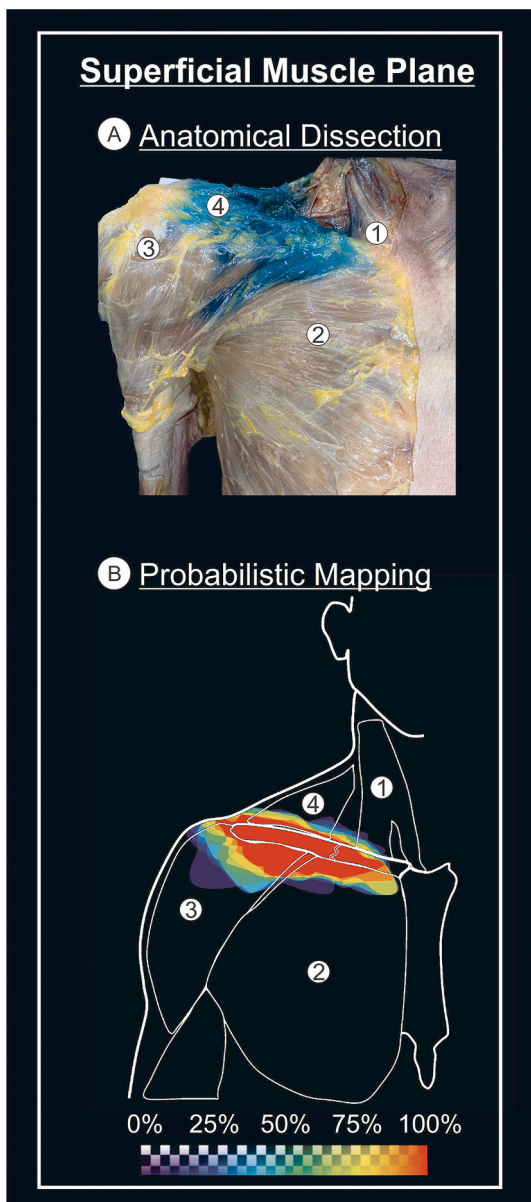 Superficial Muscle Plane
A Anatomical Dissection
4
1
3
2
B Probabilistic Mapping
1
4
3
2
0% 25% 50% 75% 100%